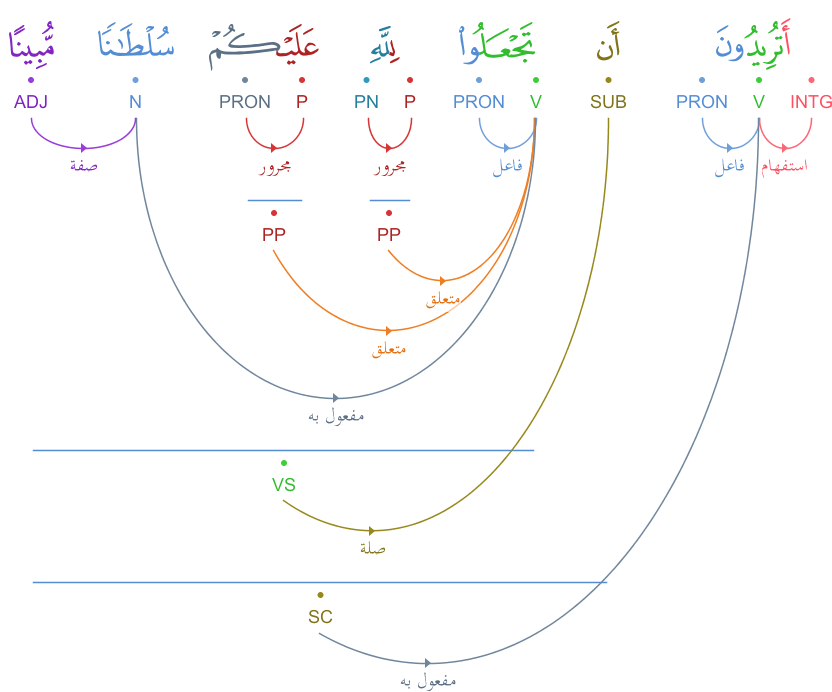 أَتُرِيدُونَ أَن تَجْعَلُوا۟ لِلَّهِ عَلَيْكُمْ سُلْطَـٰنًا مُّبِينًا
INTG V PRON SUB V PRON P PN P PRON N ADJ
استفهام فاعل فاعل مجرور مجرور صفة
PP PP
متعلق
متعلق
مفعول به
VS
صلة
SC
مفعول به